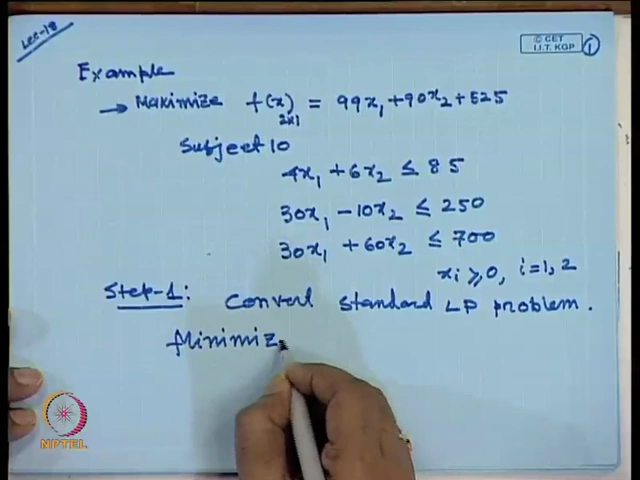 Lec-18
© CET
I.I.T. KGP
1
Example
→ Maximize f(x) = 99x₁ + 90x₂ + 525
2x1
Subject to
4x₁ + 6x₂ ≤ 85
30x₁ - 10x₂ ≤ 250
30x₁ + 60x₂ ≤ 700
xᵢ ≥ 0, i = 1, 2
Step-1: Convert standard LP problem.
Minimiz
NPTEL